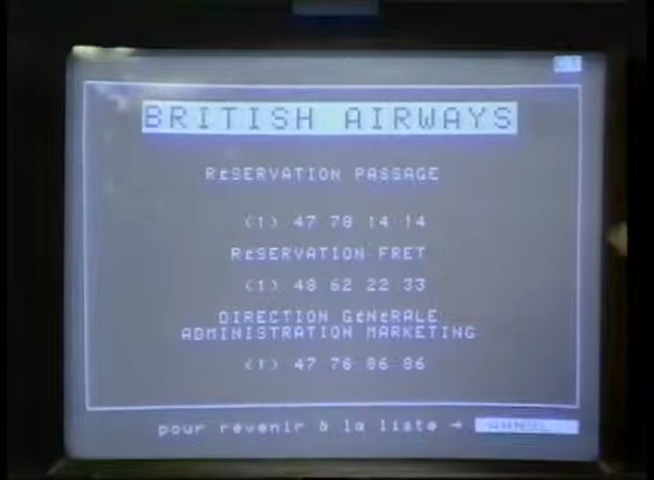 BRITISH AIRWAYS
RéSERVATION PASSAGE
(1) 47 78 14 14
RéSERVATION FRET
(1) 48 62 22 33
DIRECTION GéNéRALE
ADMINISTRATION MARKETING
(1) 47 76 86 86
pour revenir à la liste →